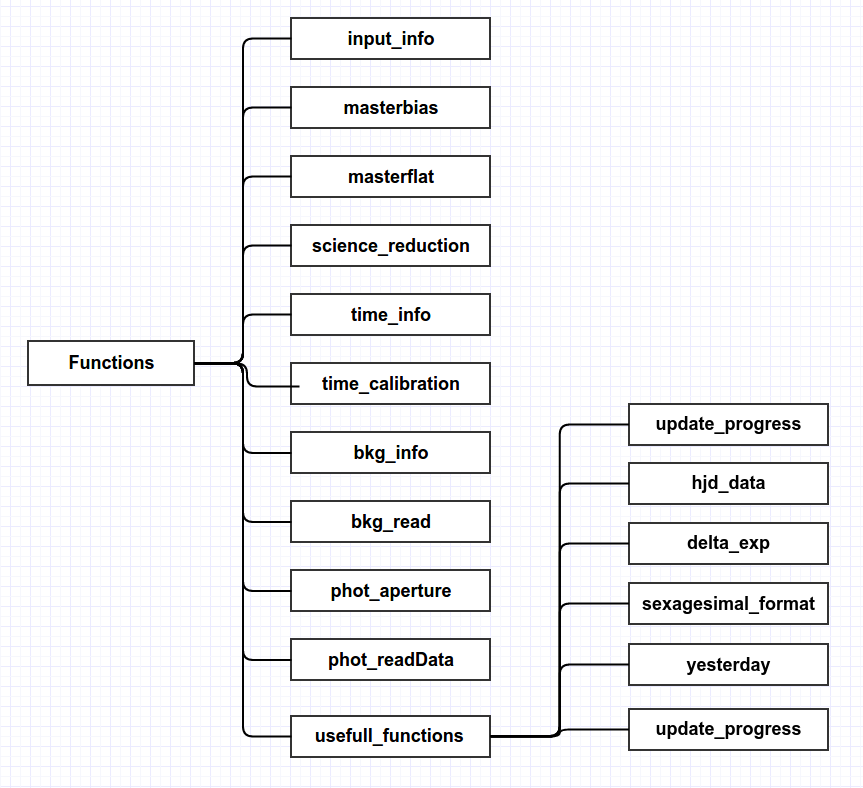 Functions
input_info
masterbias
masterflat
science_reduction
time_info
time_calibration
bkg_info
bkg_read
phot_aperture
phot_readData
usefull_functions
update_progress
hjd_data
delta_exp
sexagesimal_format
yesterday
update_progress